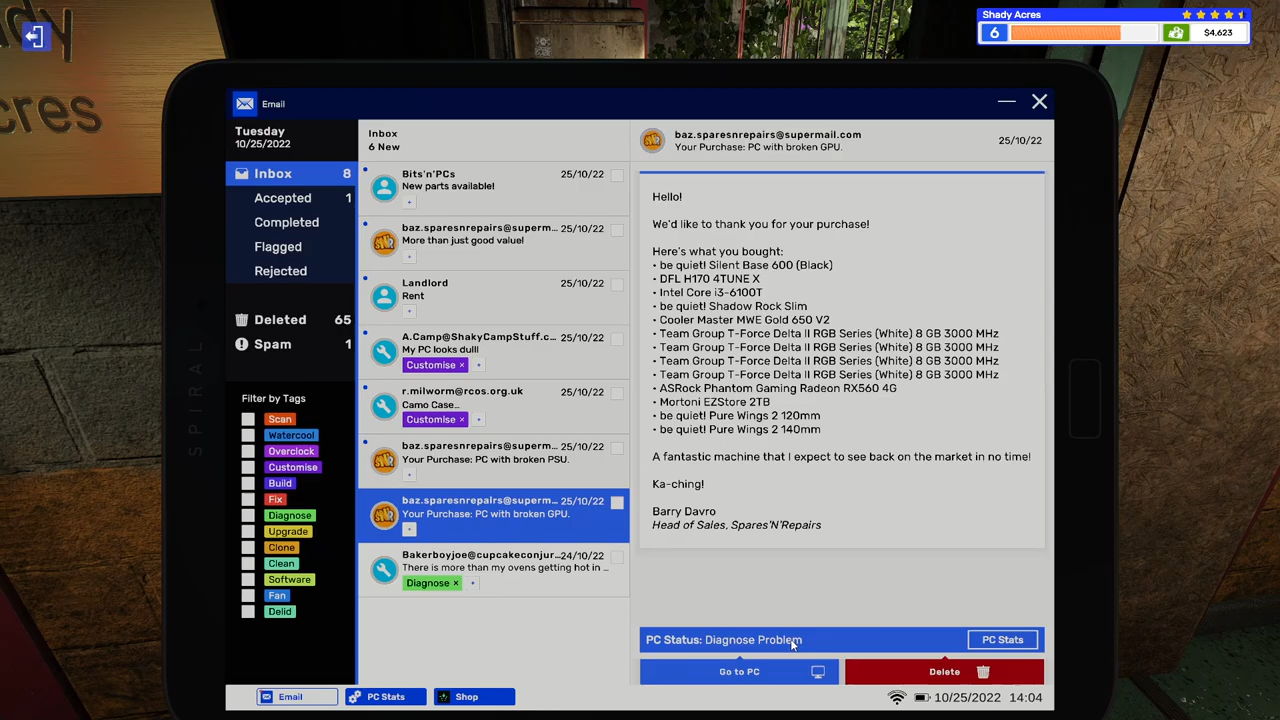 dy
Acres
Shady Acres
6
$4,623
Email
Tuesday
10/25/2022
Inbox 8
Accepted 1
Completed
Flagged
Rejected
Deleted 65
Spam 1
Filter by Tags
Scan
Watercool
Overclock
Customise
Build
Fix
Diagnose
Upgrade
Clone
Clean
Software
Fan
Delid
Inbox
6 New
Bits'n'PCs 25/10/22
New parts available!
baz.sparesnrepairs@superm... 25/10/22
More than just good value!
Landlord 25/10/22
Rent
A.Camp@ShakyCampStuff.c... 25/10/22
My PC looks dull!
Customise ×
r.milworm@rcos.org.uk 25/10/22
Camo Case...
Customise ×
baz.sparesnrepairs@superm... 25/10/22
Your Purchase: PC with broken PSU.
baz.sparesnrepairs@superm... 25/10/22
Your Purchase: PC with broken GPU.
Bakerboyjoe@cupcakeconjur... 24/10/22
There is more than my ovens getting hot in ...
Diagnose ×
baz.sparesnrepairs@supermail.com
Your Purchase: PC with broken GPU.
25/10/22
Hello!
We'd like to thank you for your purchase!
Here's what you bought:
• be quiet! Silent Base 600 (Black)
• DFL H170 4TUNE X
• Intel Core i3-6100T
• be quiet! Shadow Rock Slim
• Cooler Master MWE Gold 650 V2
• Team Group T-Force Delta II RGB Series (White) 8 GB 3000 MHz
• Team Group T-Force Delta II RGB Series (White) 8 GB 3000 MHz
• Team Group T-Force Delta II RGB Series (White) 8 GB 3000 MHz
• Team Group T-Force Delta II RGB Series (White) 8 GB 3000 MHz
• ASRock Phantom Gaming Radeon RX560 4G
• Mortoni EZStore 2TB
• be quiet! Pure Wings 2 120mm
• be quiet! Pure Wings 2 140mm
A fantastic machine that I expect to see back on the market in no time!
Ka-ching!
Barry Davro
Head of Sales, Spares'N'Repairs
PC Status: Diagnose Problem
PC Stats
Go to PC
Delete
Email
PC Stats
Shop
10/25/2022 14:04
SPIRAL